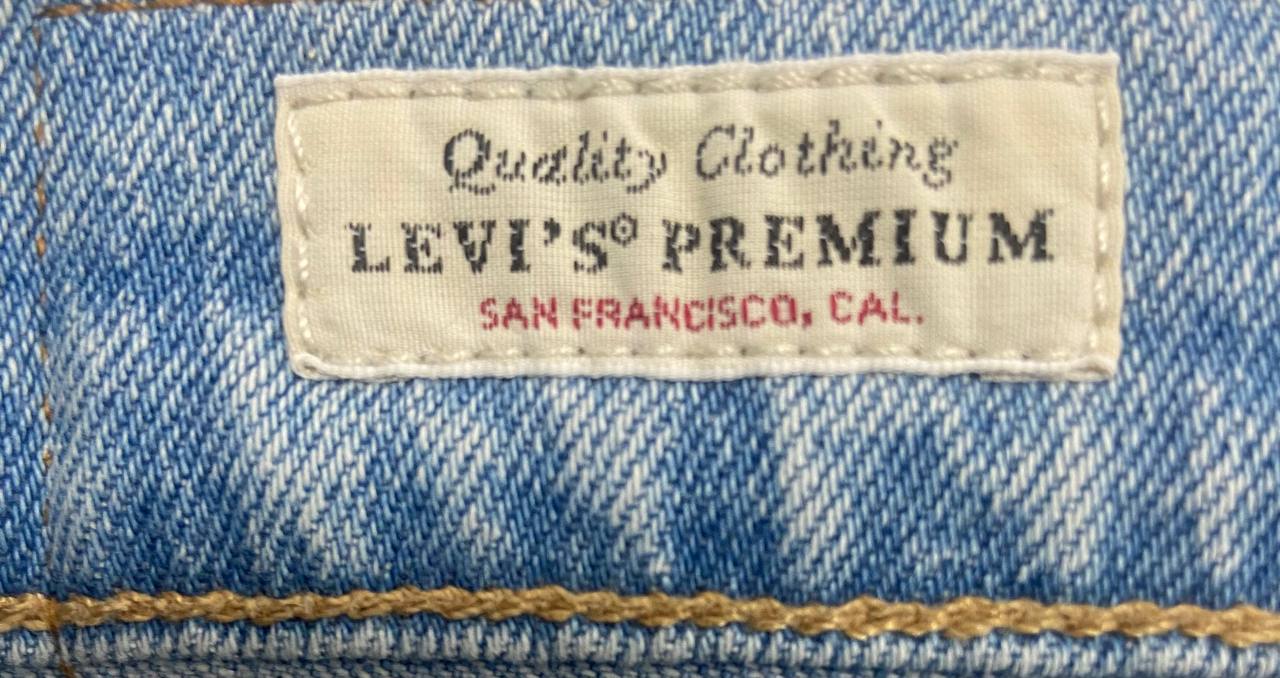 Quality Clothing
LEVI'S® PREMIUM
SAN FRANCISCO, CAL.